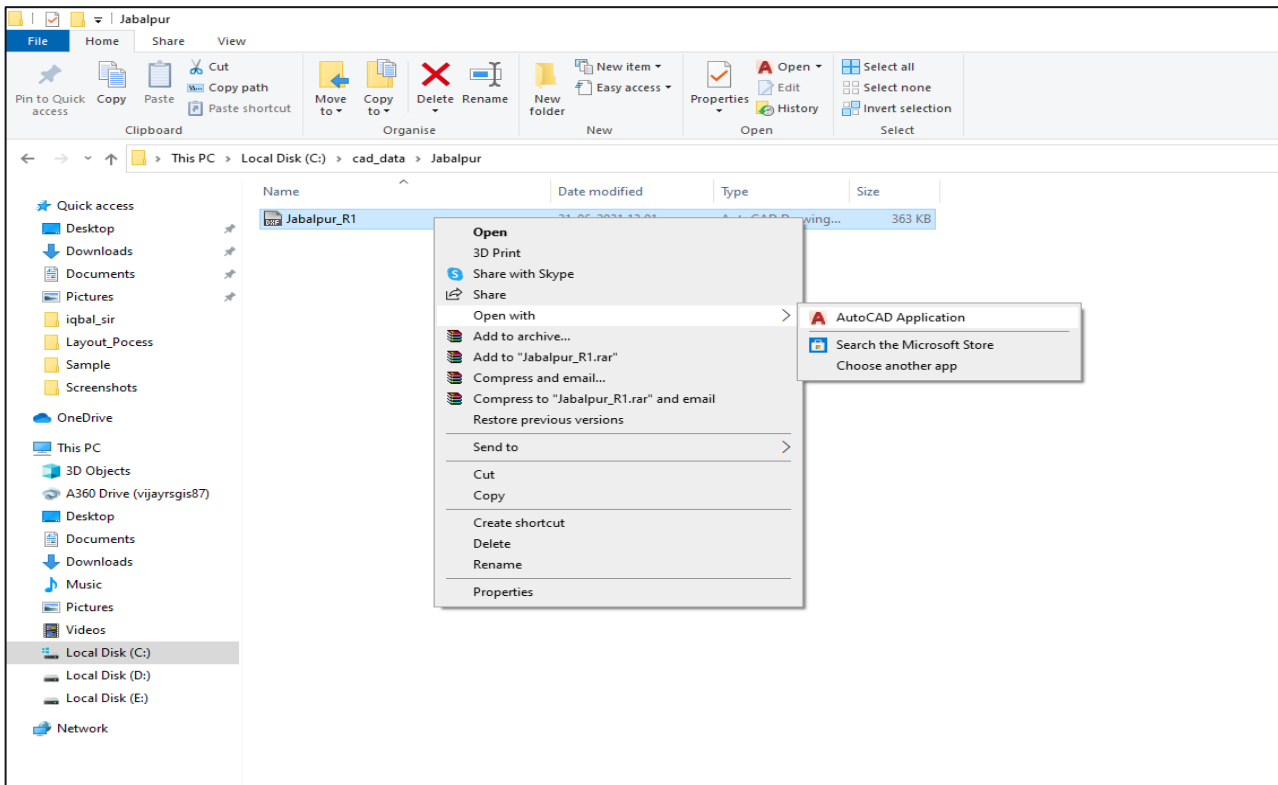 Jabalpur
File Home Share View
Pin to Quick access
Copy
Paste
Cut
Copy path
Paste shortcut
Clipboard
Move to
Copy to
Delete
Rename
Organise
New folder
New item
Easy access
New
Properties
Open
Edit
History
Open
Select all
Select none
Invert selection
Select
This PC > Local Disk (C:) > cad_data > Jabalpur
Name Date modified Type Size
Jabalpur_R1 363 KB
Quick access
Desktop
Downloads
Documents
Pictures
iqbal_sir
Layout_Pocess
Sample
Screenshots
OneDrive
This PC
3D Objects
A360 Drive (vijayrsgis87)
Desktop
Documents
Downloads
Music
Pictures
Videos
Local Disk (C:)
Local Disk (D:)
Local Disk (E:)
Network
Open
3D Print
Share with Skype
Share
Open with
Add to archive...
Add to "Jabalpur_R1.rar"
Compress and email...
Compress to "Jabalpur_R1.rar" and email
Restore previous versions
Send to
Cut
Copy
Create shortcut
Delete
Rename
Properties
AutoCAD Application
Search the Microsoft Store
Choose another app